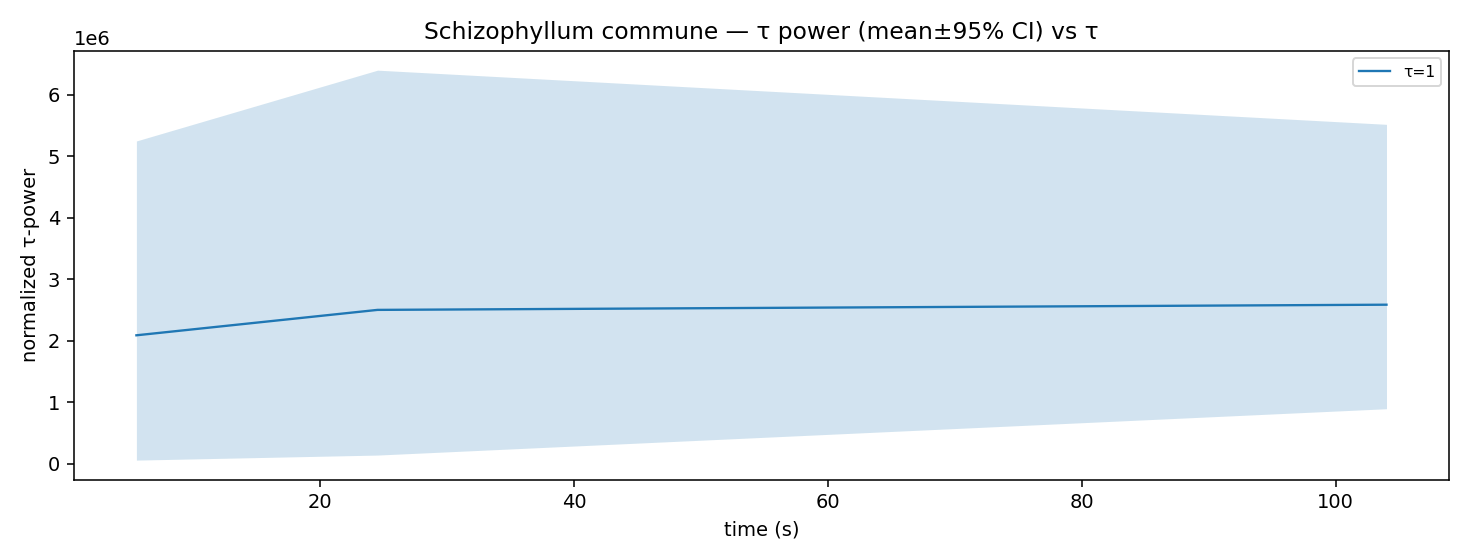 Schizophyllum commune — τ power (mean±95% CI) vs τ
1e6
τ=1
6
5
4
3
2
1
0
normalized τ-power
20 40 60 80 100
time (s)